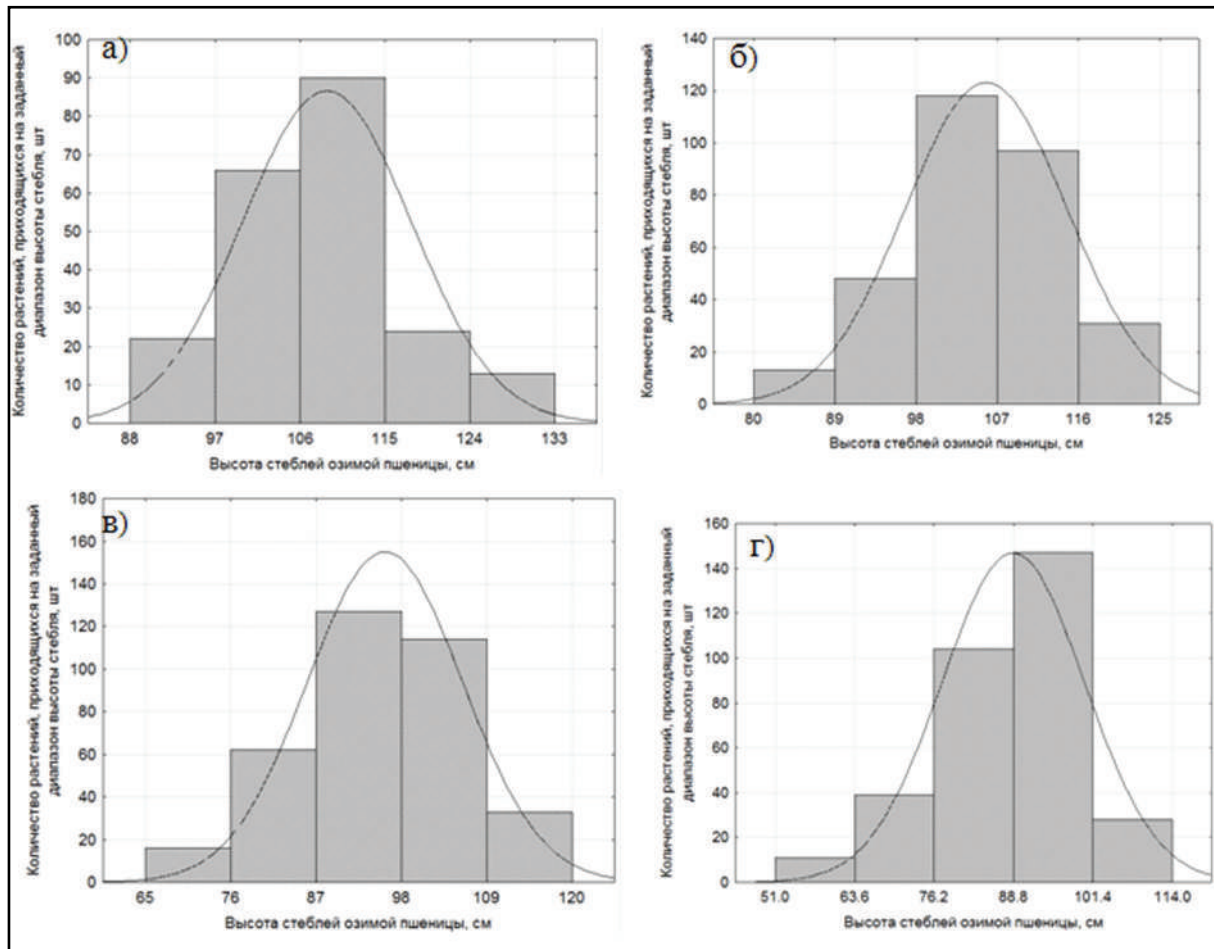 а)
Количество растений, приходящихся на заданный
диапазон высоты стебля, шт
100
90
80
70
60
50
40
30
20
10
0
88 97 106 115 124 133
Высота стеблей озимой пшеницы, см
б)
Количество растений, приходящихся на заданный
диапазон высоты стебля, шт
140
120
100
80
60
40
20
0
80 89 98 107 116 125
Высота стеблей озимой пшеницы, см
в)
Количество растений, приходящихся на заданный
диапазон высоты стебля, шт
180
160
140
120
100
80
60
40
20
0
65 76 87 98 109 120
Высота стеблей озимой пшеницы, см
г)
Количество растений, приходящихся на заданный
диапазон высоты стебля, шт
160
140
120
100
80
60
40
20
0
51.0 63.6 76.2 88.8 101.4 114.0
Высота стеблей озимой пшеницы, см